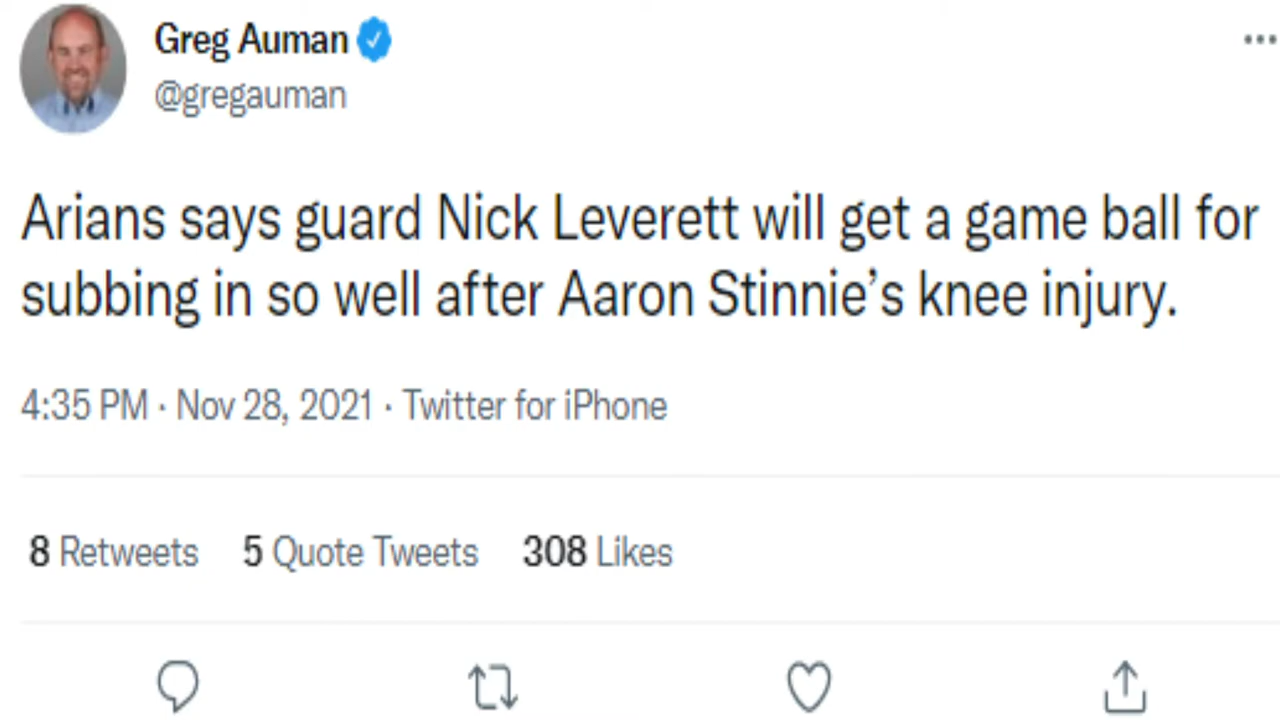 Greg Auman
@gregauman
Arians says guard Nick Leverett will get a game ball for
subbing in so well after Aaron Stinnie’s knee injury.
4:35 PM · Nov 28, 2021 · Twitter for iPhone
8 Retweets 5 Quote Tweets 308 Likes